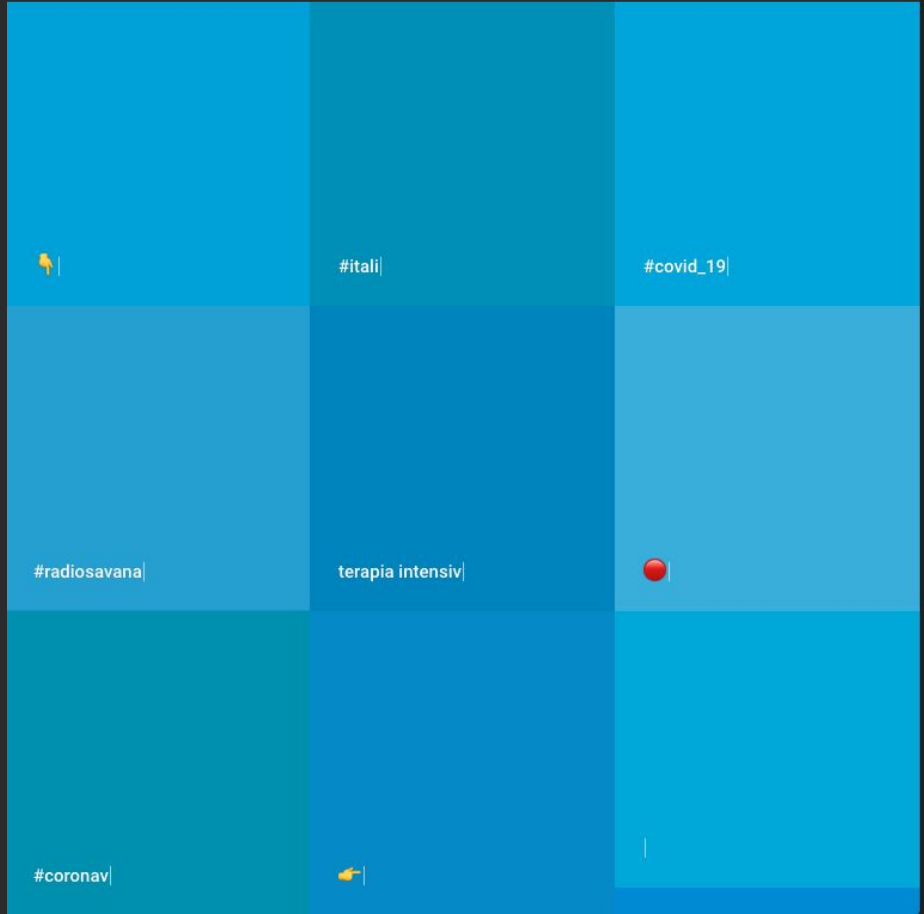 👇
#itali
#covid_19
#radiosavana
terapia intensiv
🔴
#coronav
👉